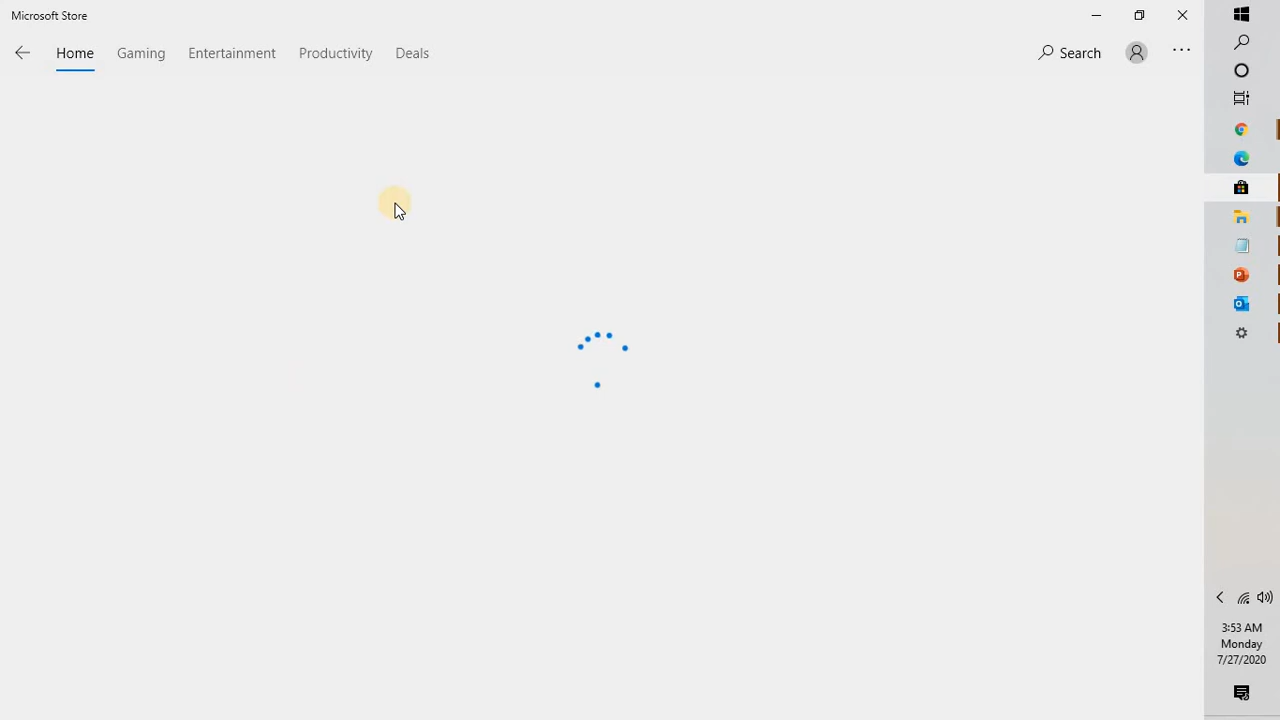 Microsoft Store
Home Gaming Entertainment Productivity Deals Search
3:53 AM
Monday
7/27/2020